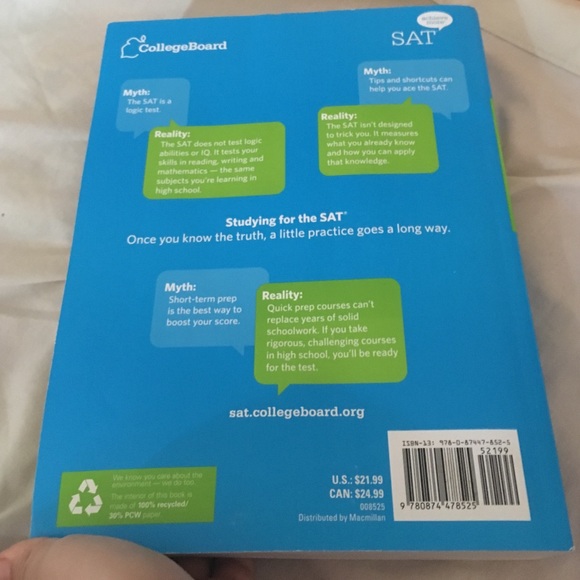 CollegeBoard
achieve more
SAT
Myth:
The SAT is a
logic test.
Reality:
The SAT does not test logic
abilities or IQ. It tests your
skills in reading, writing and
mathematics — the same
subjects you're learning in
high school.
Myth:
Tips and shortcuts can
help you ace the SAT.
Reality:
The SAT isn't designed
to trick you. It measures
what you already know
and how you can apply
that knowledge.
Studying for the SAT®
Once you know the truth, a little practice goes a long way.
Myth:
Short-term prep
is the best way to
boost your score.
Reality:
Quick prep courses can't
replace years of solid
schoolwork. If you take
rigorous, challenging courses
in high school, you'll be ready
for the test.
sat.collegeboard.org
We know you care about the
environment — we do too.
The interior of this book is
made of 100% recycled/
30% PCW paper.
U.S.: $21.99
CAN: $24.99
008525
Distributed by Macmillan
ISBN-13: 978-0-87447-852-5
52199
9 780874 478525